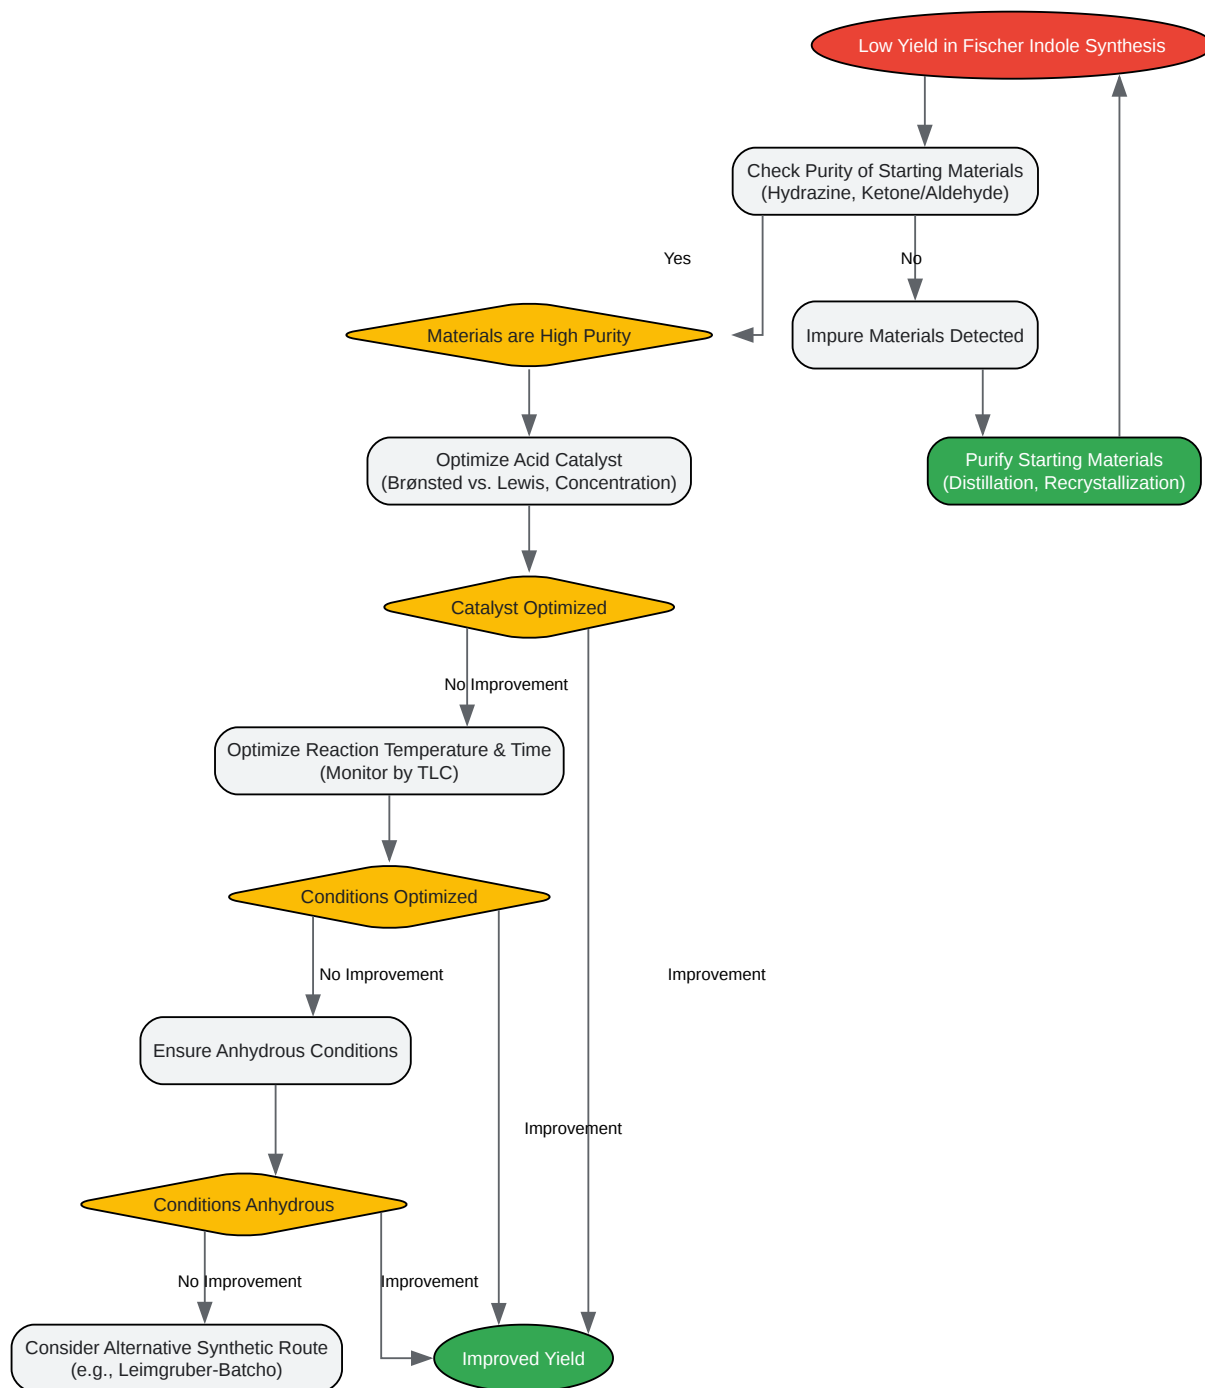 Low Yield in Fischer Indole Synthesis
Check Purity of Starting Materials
(Hydrazine, Ketone/Aldehyde)
Yes
No
Materials are High Purity
Impure Materials Detected
Optimize Acid Catalyst
(Brønsted vs. Lewis, Concentration)
Purify Starting Materials
(Distillation, Recrystallization)
Catalyst Optimized
No Improvement
Optimize Reaction Temperature & Time
(Monitor by TLC)
Conditions Optimized
No Improvement
Improvement
Ensure Anhydrous Conditions
Improvement
Conditions Anhydrous
No Improvement
Improvement
Consider Alternative Synthetic Route
(e.g., Leimgruber-Batcho)
Improved Yield